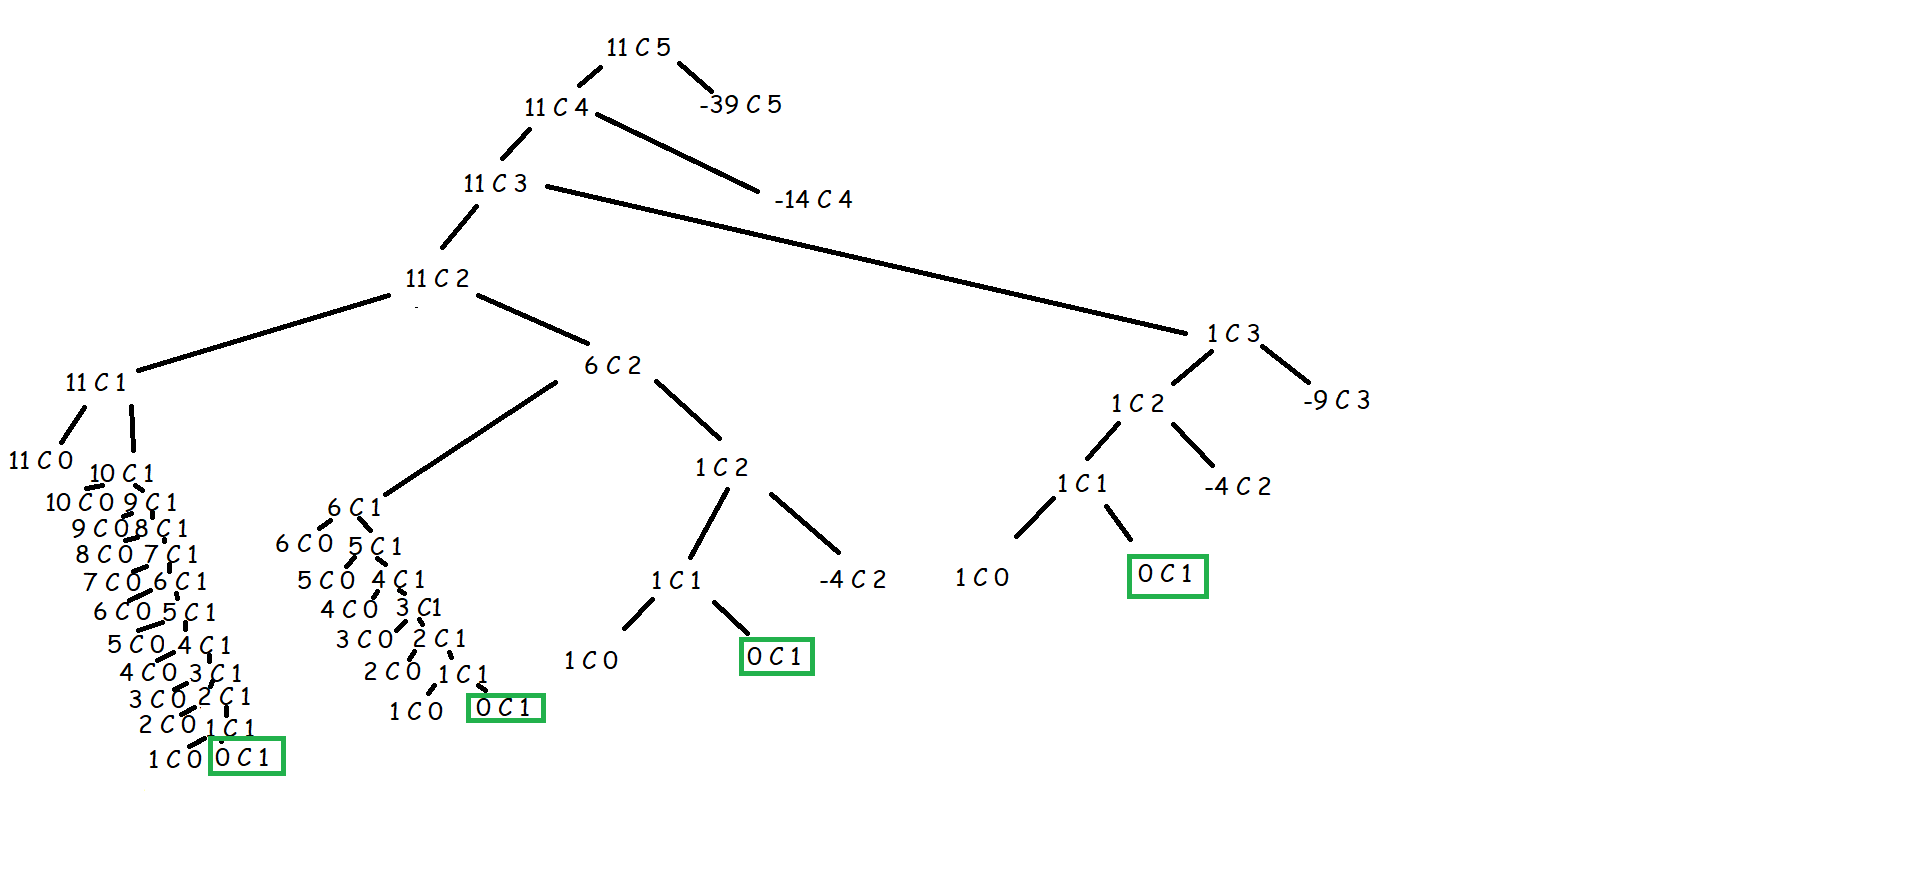 11 C 5
-39 C 5
11 C 4
11 C 3
-14 C 4
11 C 2
1 C 3
6 C 2
11 C 1
-9 C 3
1 C 2
11 C 0
10 C 1
1 C 2
1 C 1
-4 C 2
10 C 0 9 C 1
6 C 1
9 C 0 8 C 1
6 C 0 5 C 1
8 C 0 7 C 1
5 C 0 4 C 1
1 C 1
-4 C 2
1 C 0
0 C 1
7 C 0 6 C 1
4 C 0 3 C 1
6 C 0 5 C 1
3 C 0 2 C 1
5 C 0 4 C 1
1 C 0
0 C 1
4 C 0 3 C 1
2 C 0 1 C 1
3 C 0 2 C 1
1 C 0 0 C 1
2 C 0 1 C 1
1 C 0 0 C 1